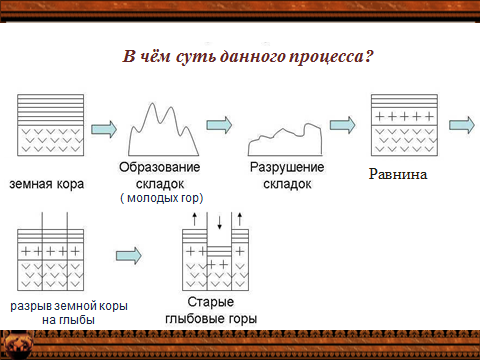 В чём суть данного процесса?
земная кора
Образование
складок
( молодых гор)
Разрушение
складок
Равнина
разрыв земной коры
на глыбы
Старые
глыбовые горы